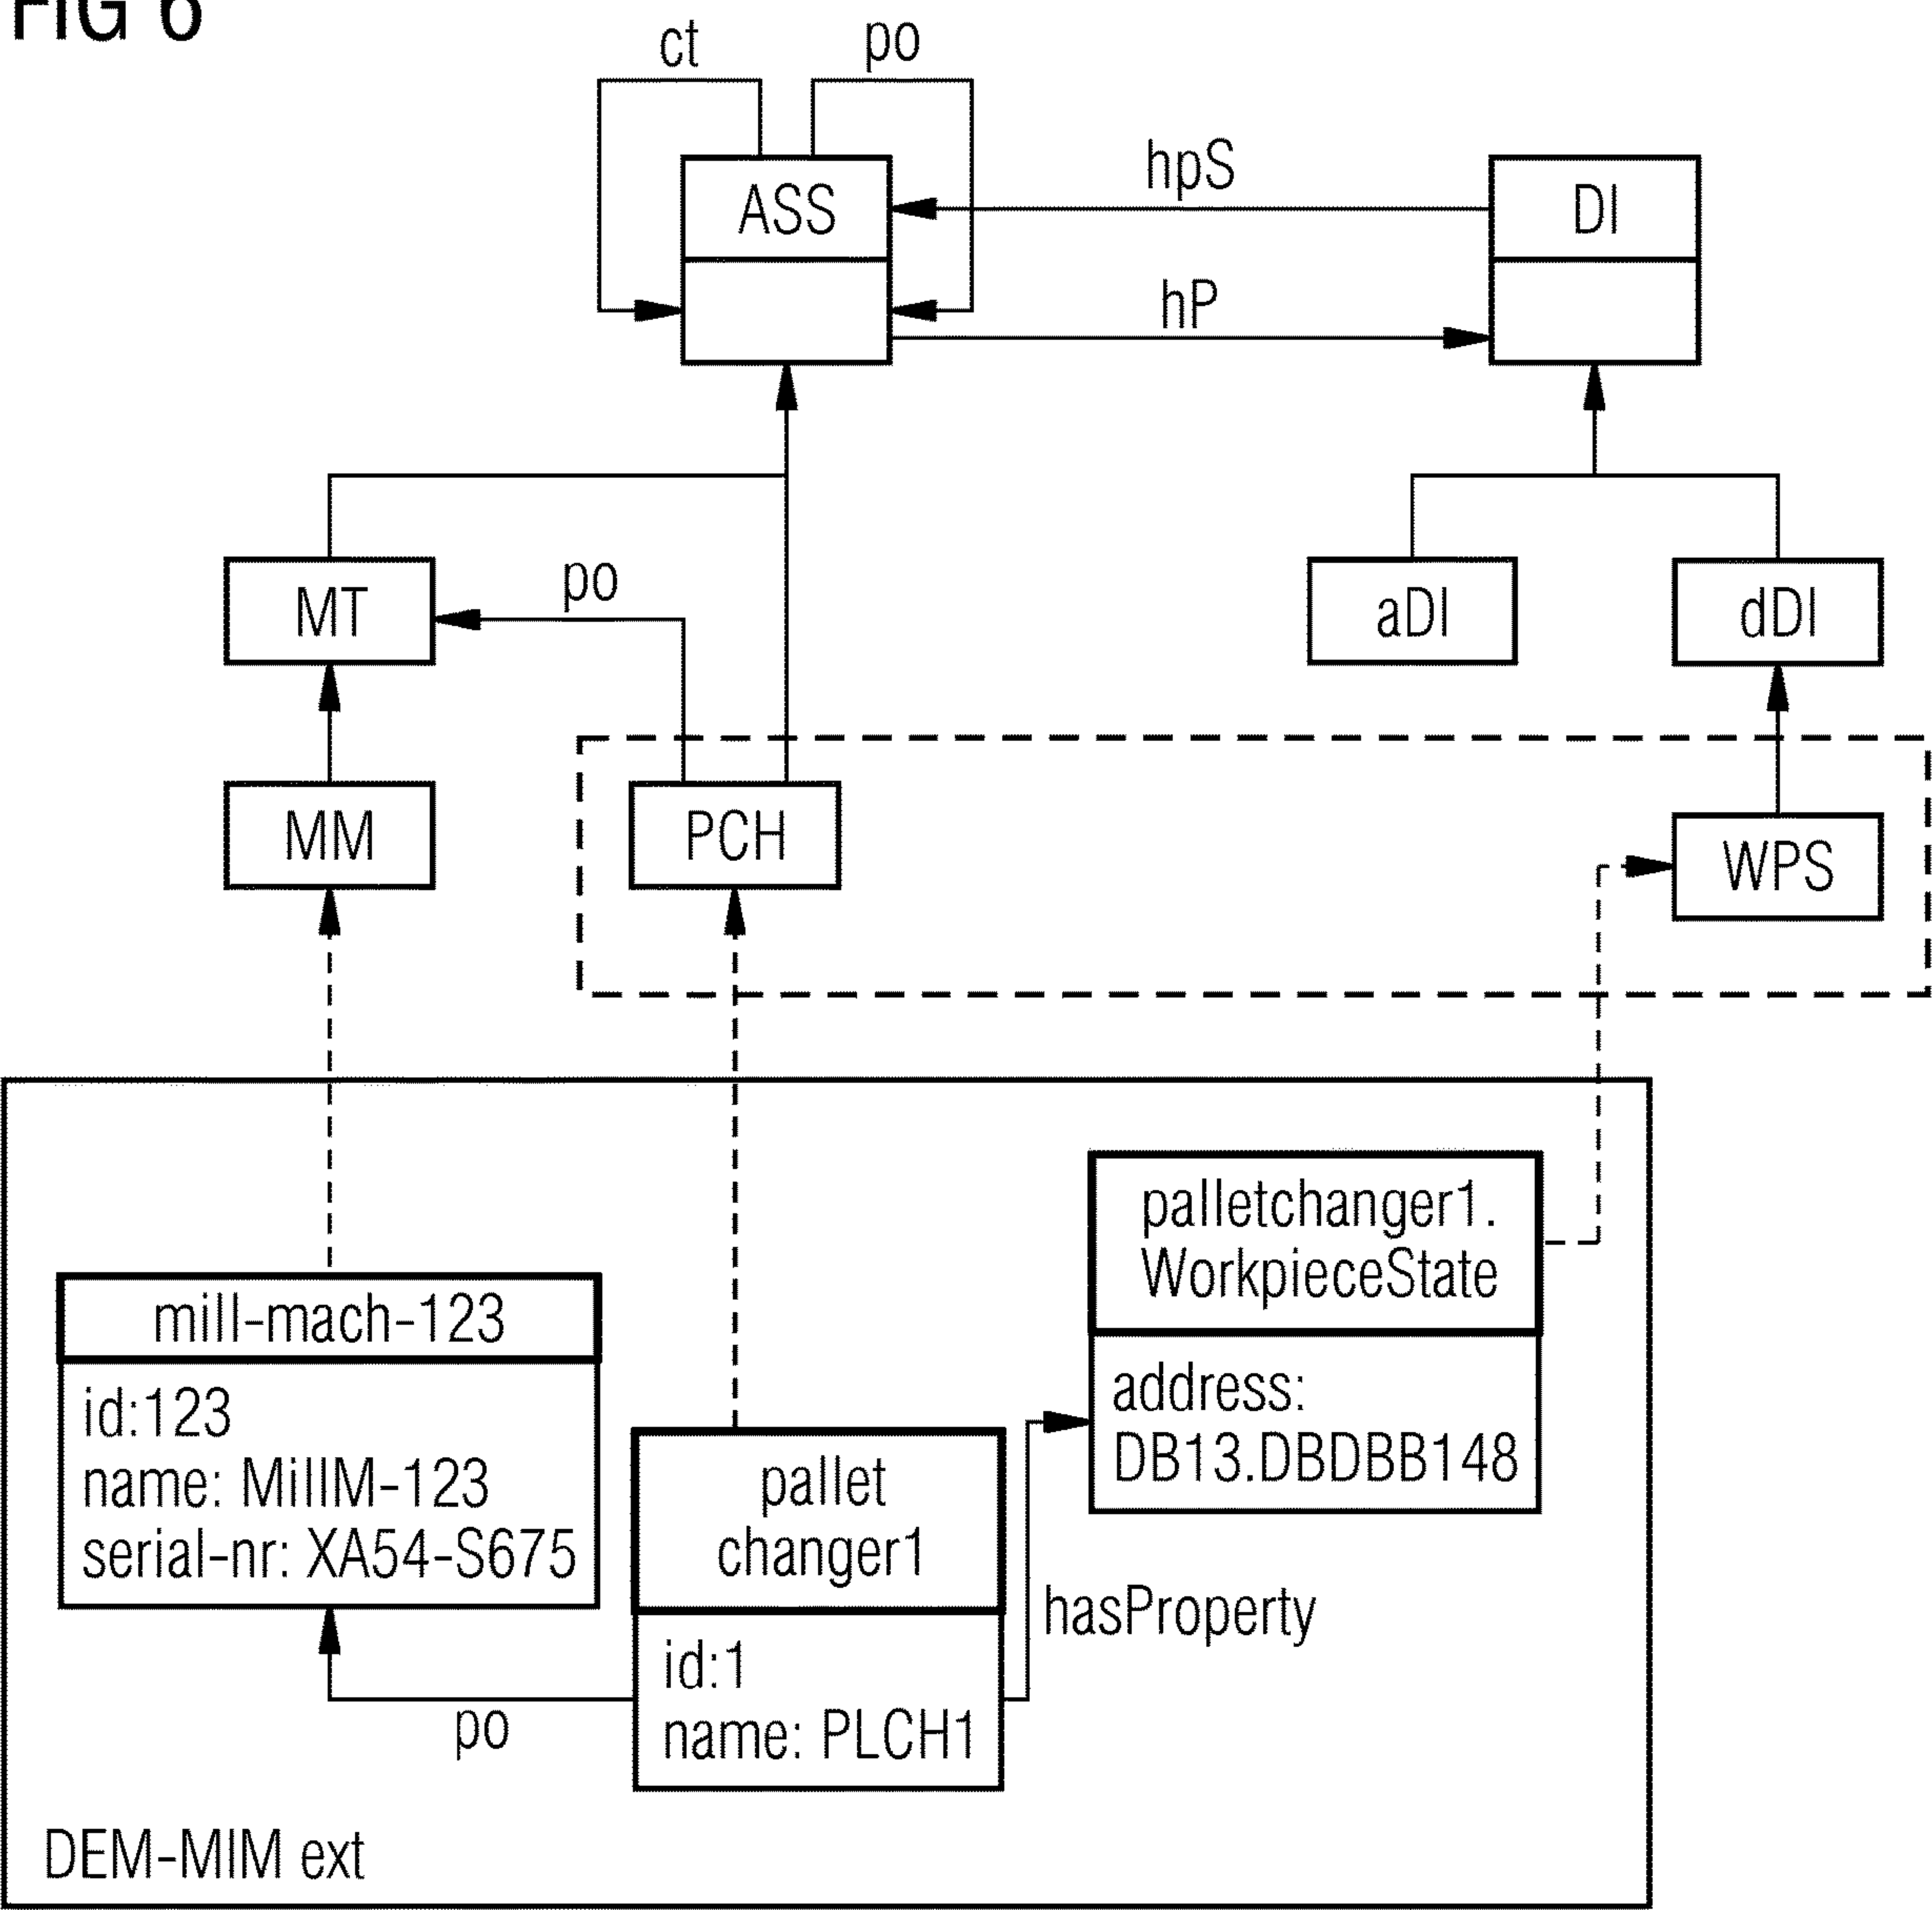 FIG 6
ct
po
hpS
ASS
DI
hP
po
MT
aDI
dDI
MM
PCH
WPS
palletchanger1.
WorkpieceState
mill-mach-123
address:
DB13.DBDBB148
id:123
name: MillM-123
serial-nr: XA54-S675
pallet
changer1
hasProperty
id:1
name: PLCH1
po
DEM-MIM ext